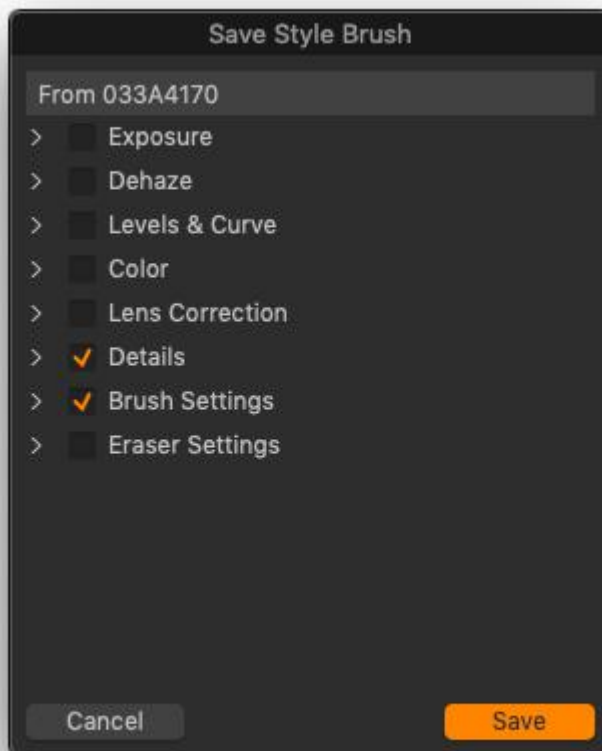 Save Style Brush
From 033A4170
Exposure
Dehaze
Levels & Curve
Color
Lens Correction
Details
Brush Settings
Eraser Settings
Cancel
Save